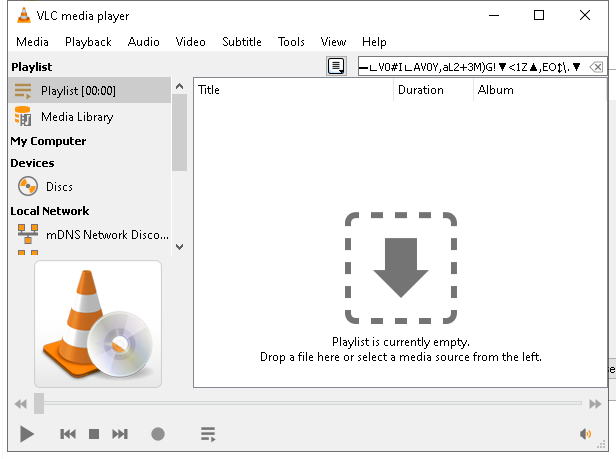 VLC media player
Media Playback Audio Video Subtitle Tools View Help
Playlist
▬∟V0#I∟AV0Y,aL2+3M)G!▼<1Z▲,EO↕\.▼
Playlist [00:00]
Title Duration Album
Media Library
My Computer
Devices
Discs
Local Network
mDNS Network Disco...
Playlist is currently empty.
Drop a file here or select a media source from the left.